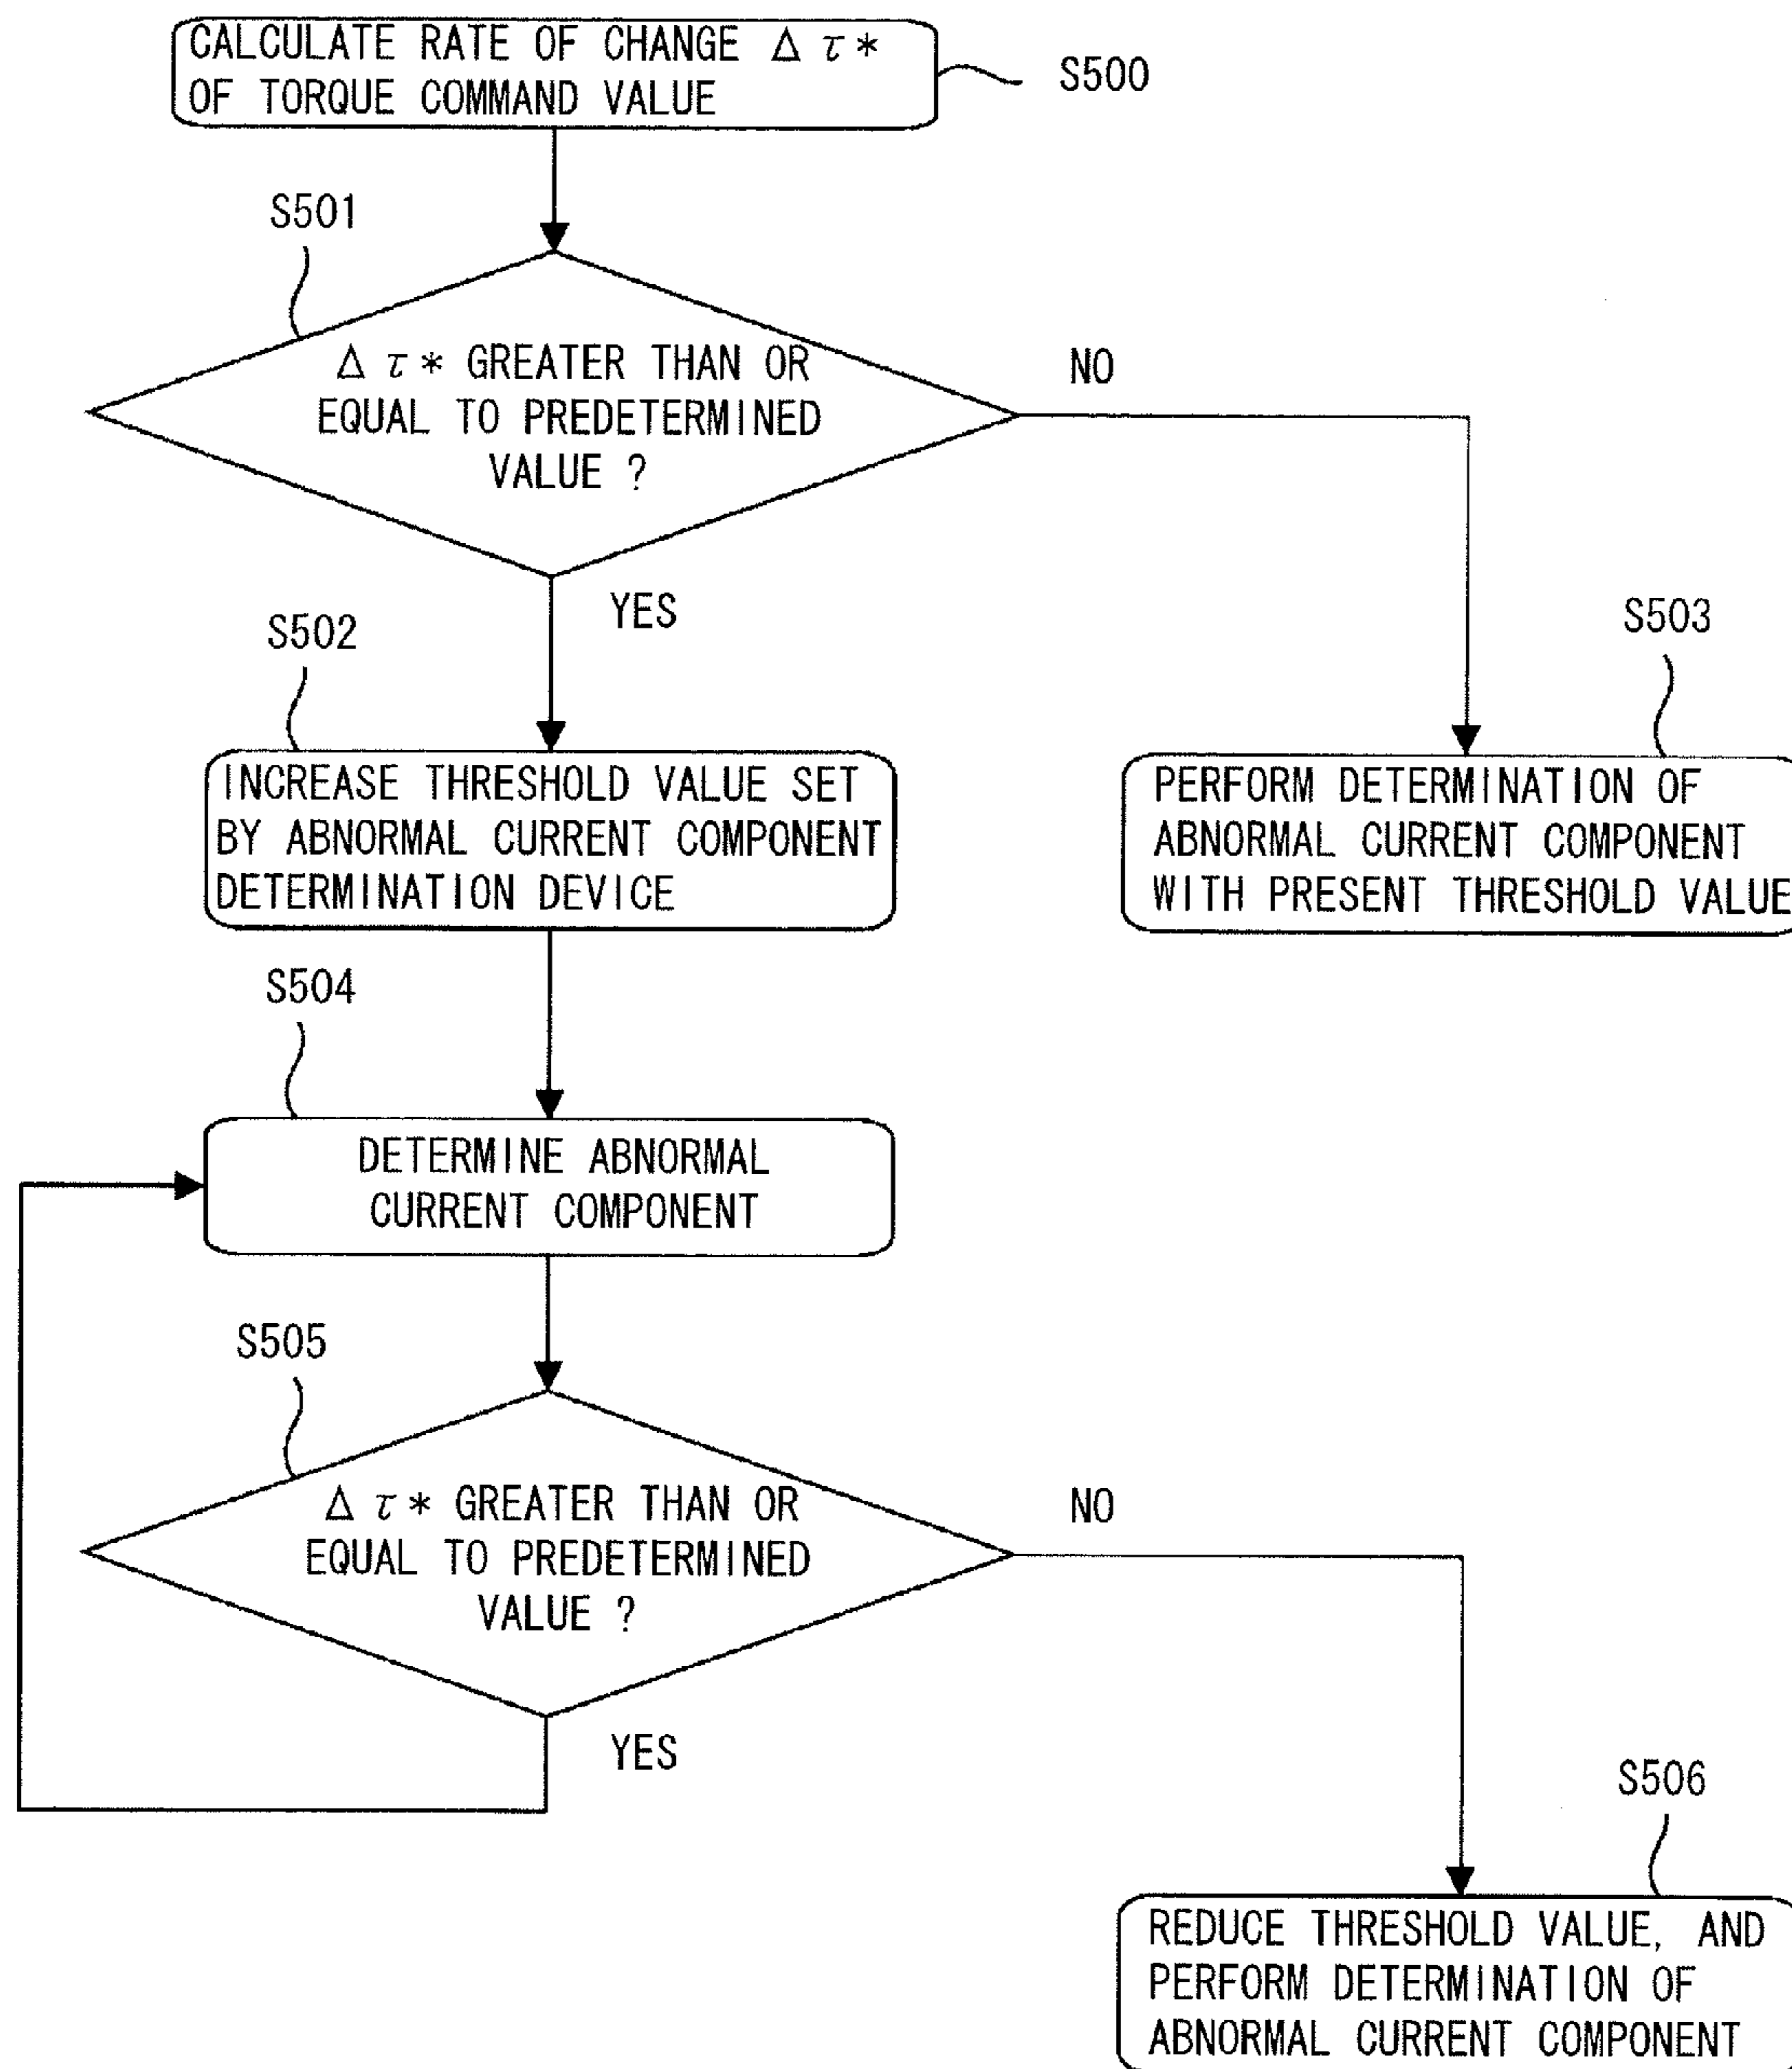 CALCULATE RATE OF CHANGE Δτ*
OF TORQUE COMMAND VALUE
S500
S501
Δτ* GREATER THAN OR
EQUAL TO PREDETERMINED
VALUE ?
NO
YES
S502
INCREASE THRESHOLD VALUE SET
BY ABNORMAL CURRENT COMPONENT
DETERMINATION DEVICE
S503
PERFORM DETERMINATION OF
ABNORMAL CURRENT COMPONENT
WITH PRESENT THRESHOLD VALUE
S504
DETERMINE ABNORMAL
CURRENT COMPONENT
S505
Δτ* GREATER THAN OR
EQUAL TO PREDETERMINED
VALUE ?
NO
YES
S506
REDUCE THRESHOLD VALUE, AND
PERFORM DETERMINATION OF
ABNORMAL CURRENT COMPONENT